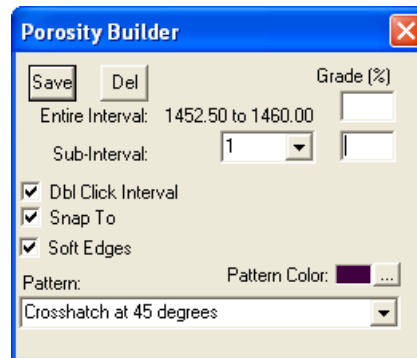 Porosity Builder
Save Del Grade (%)
Entire Interval: 1452.50 to 1460.00
Sub-Interval: 1
Dbl Click Interval
Snap To
Soft Edges
Pattern: Pattern Color: ...
Crosshatch at 45 degrees